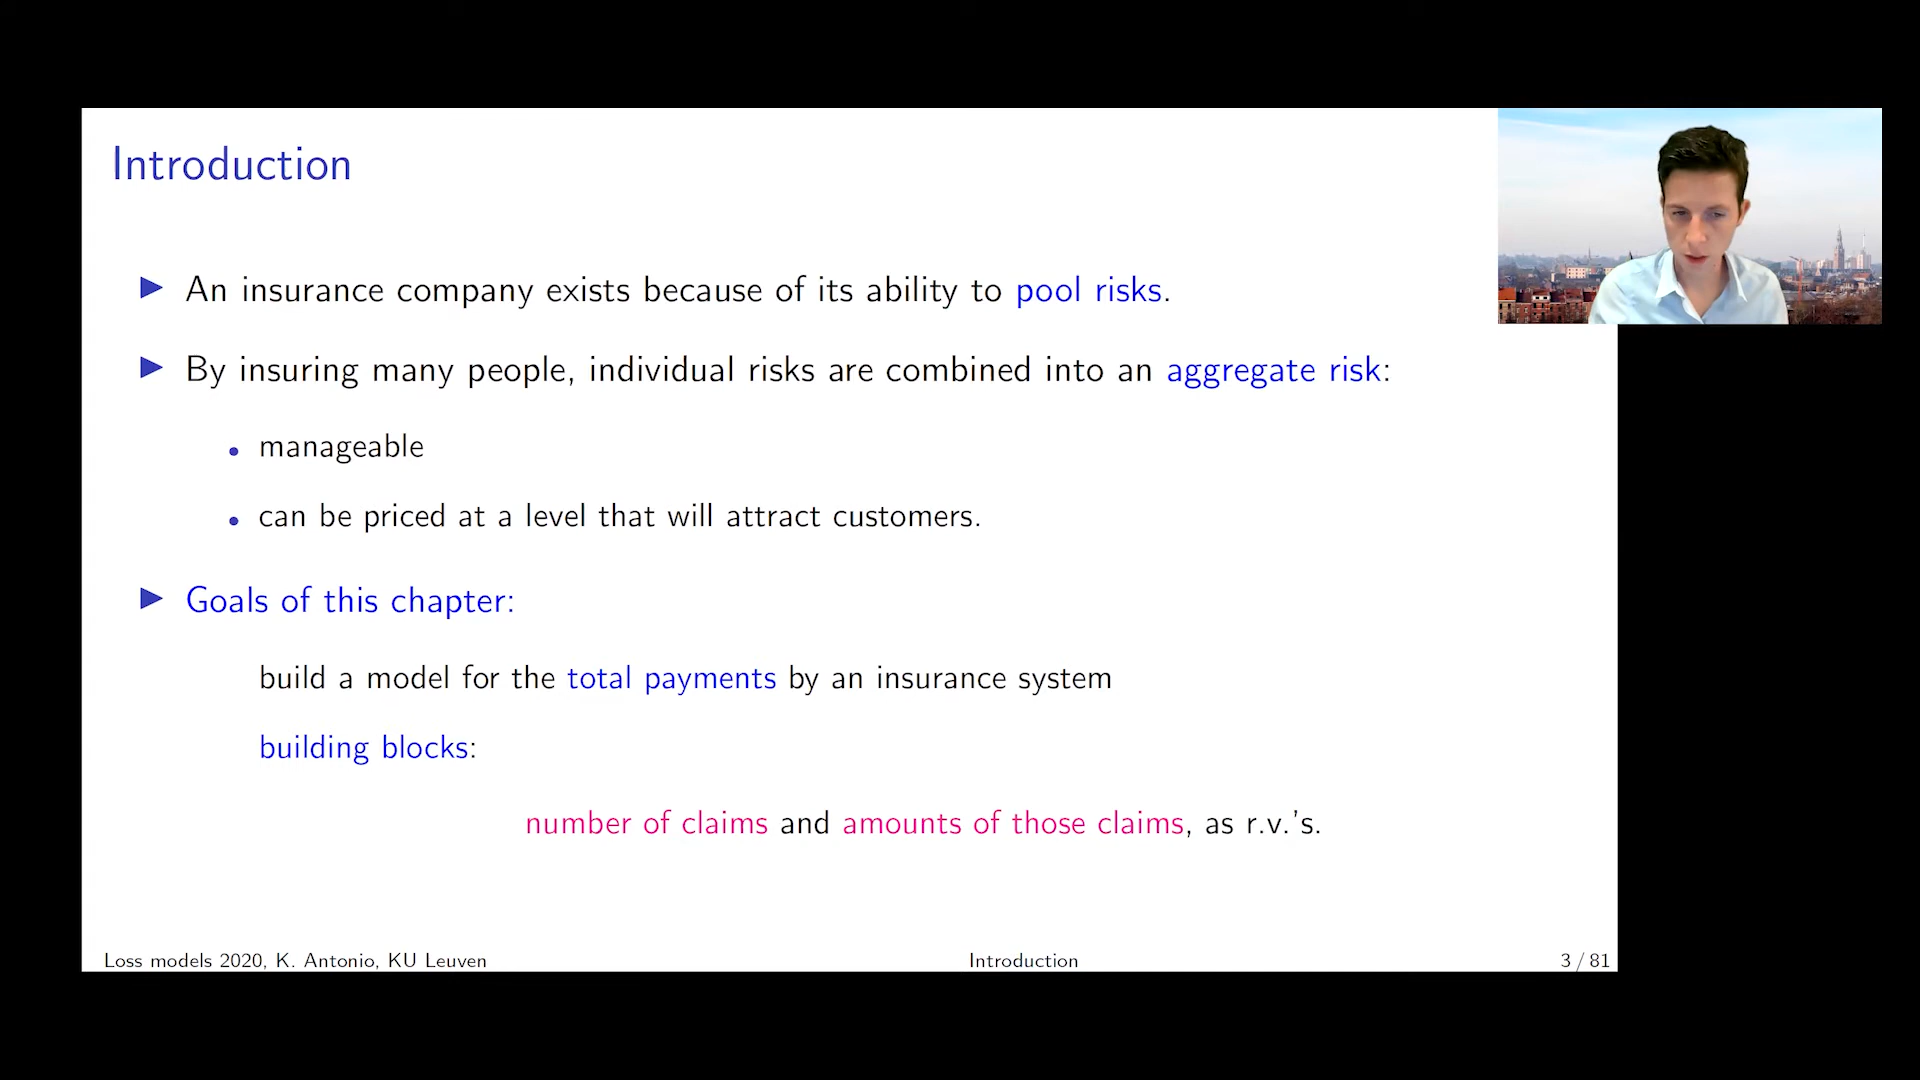 Introduction
▶ An insurance company exists because of its ability to pool risks.
▶ By insuring many people, individual risks are combined into an aggregate risk:
• manageable
• can be priced at a level that will attract customers.
▶ Goals of this chapter:
build a model for the total payments by an insurance system
building blocks:
number of claims and amounts of those claims, as r.v.'s.
Loss models 2020, K. Antonio, KU Leuven
Introduction
3 / 81